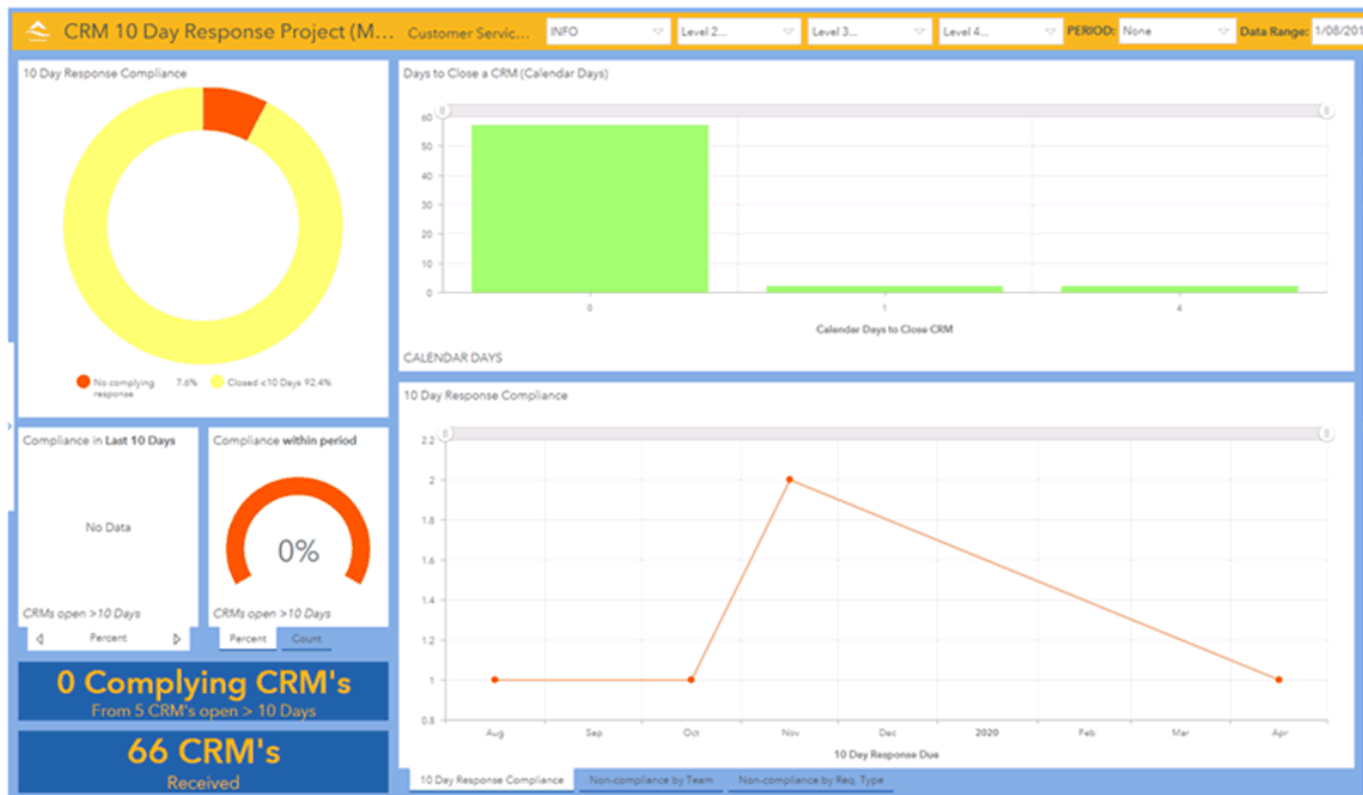 CRM 10 Day Response Project (M... Customer Servic... INFO Level 2... Level 3... Level 4... PERIOD: None Data Range: 1/08/201
10 Day Response Compliance
No complying response 7.6% Closed <10 Days 92.4%
Days to Close a CRM (Calendar Days)
60
50
40
30
20
10
0
0 1 4
Calendar Days to Close CRM
CALENDAR DAYS
Compliance in Last 10 Days
No Data
CRMs open >10 Days
Percent
Compliance within period
0%
CRMs open >10 Days
Percent Count
0 Complying CRM's
From 5 CRM's open > 10 Days
66 CRM's
Received
10 Day Response Compliance
2.2
2
1.8
1.6
1.4
1.2
1
0.8
Aug Sep Oct Nov Dec 2020 Feb Mar Apr
10 Day Response Due
10 Day Response Compliance Non-compliance by Team Non-compliance by Req. Type